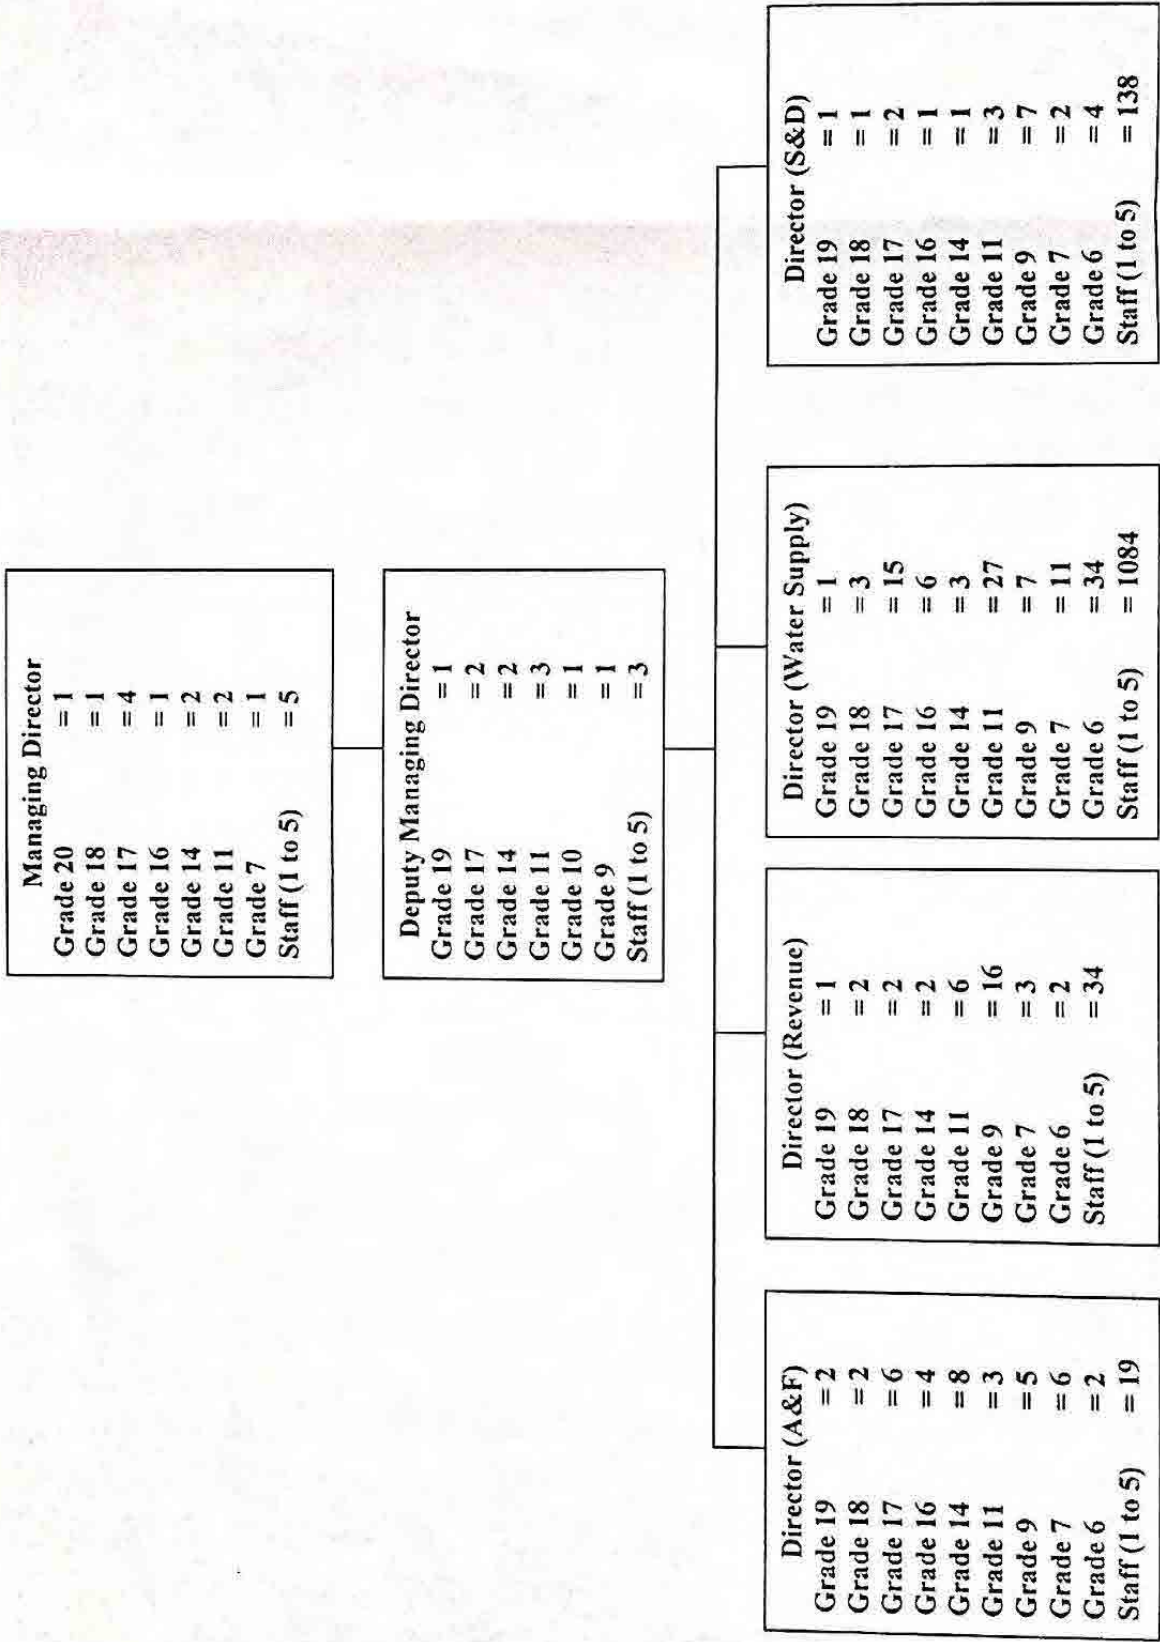 Managing Director
Grade 20 = 1
Grade 18 = 1
Grade 17 = 4
Grade 16 = 1
Grade 14 = 2
Grade 11 = 2
Grade 7 = 1
Staff (1 to 5) = 5
Deputy Managing Director
Grade 19 = 1
Grade 17 = 2
Grade 14 = 2
Grade 11 = 3
Grade 10 = 1
Grade 9 = 1
Staff (1 to 5) = 3
Director (A&F)
Grade 19 = 2
Grade 18 = 2
Grade 17 = 6
Grade 16 = 4
Grade 14 = 8
Grade 11 = 3
Grade 9 = 5
Grade 7 = 6
Grade 6 = 2
Staff (1 to 5) = 19
Director (Revenue)
Grade 19 = 1
Grade 18 = 2
Grade 17 = 2
Grade 14 = 2
Grade 11 = 6
Grade 9 = 16
Grade 7 = 3
Grade 6 = 2
Staff (1 to 5) = 34
Director (Water Supply)
Grade 19 = 1
Grade 18 = 3
Grade 17 = 15
Grade 16 = 6
Grade 14 = 3
Grade 11 = 27
Grade 9 = 7
Grade 7 = 11
Grade 6 = 34
Staff (1 to 5) = 1084
Director (S&D)
Grade 19 = 1
Grade 18 = 1
Grade 17 = 2
Grade 16 = 1
Grade 14 = 1
Grade 11 = 3
Grade 9 = 7
Grade 7 = 2
Grade 6 = 4
Staff (1 to 5) = 138